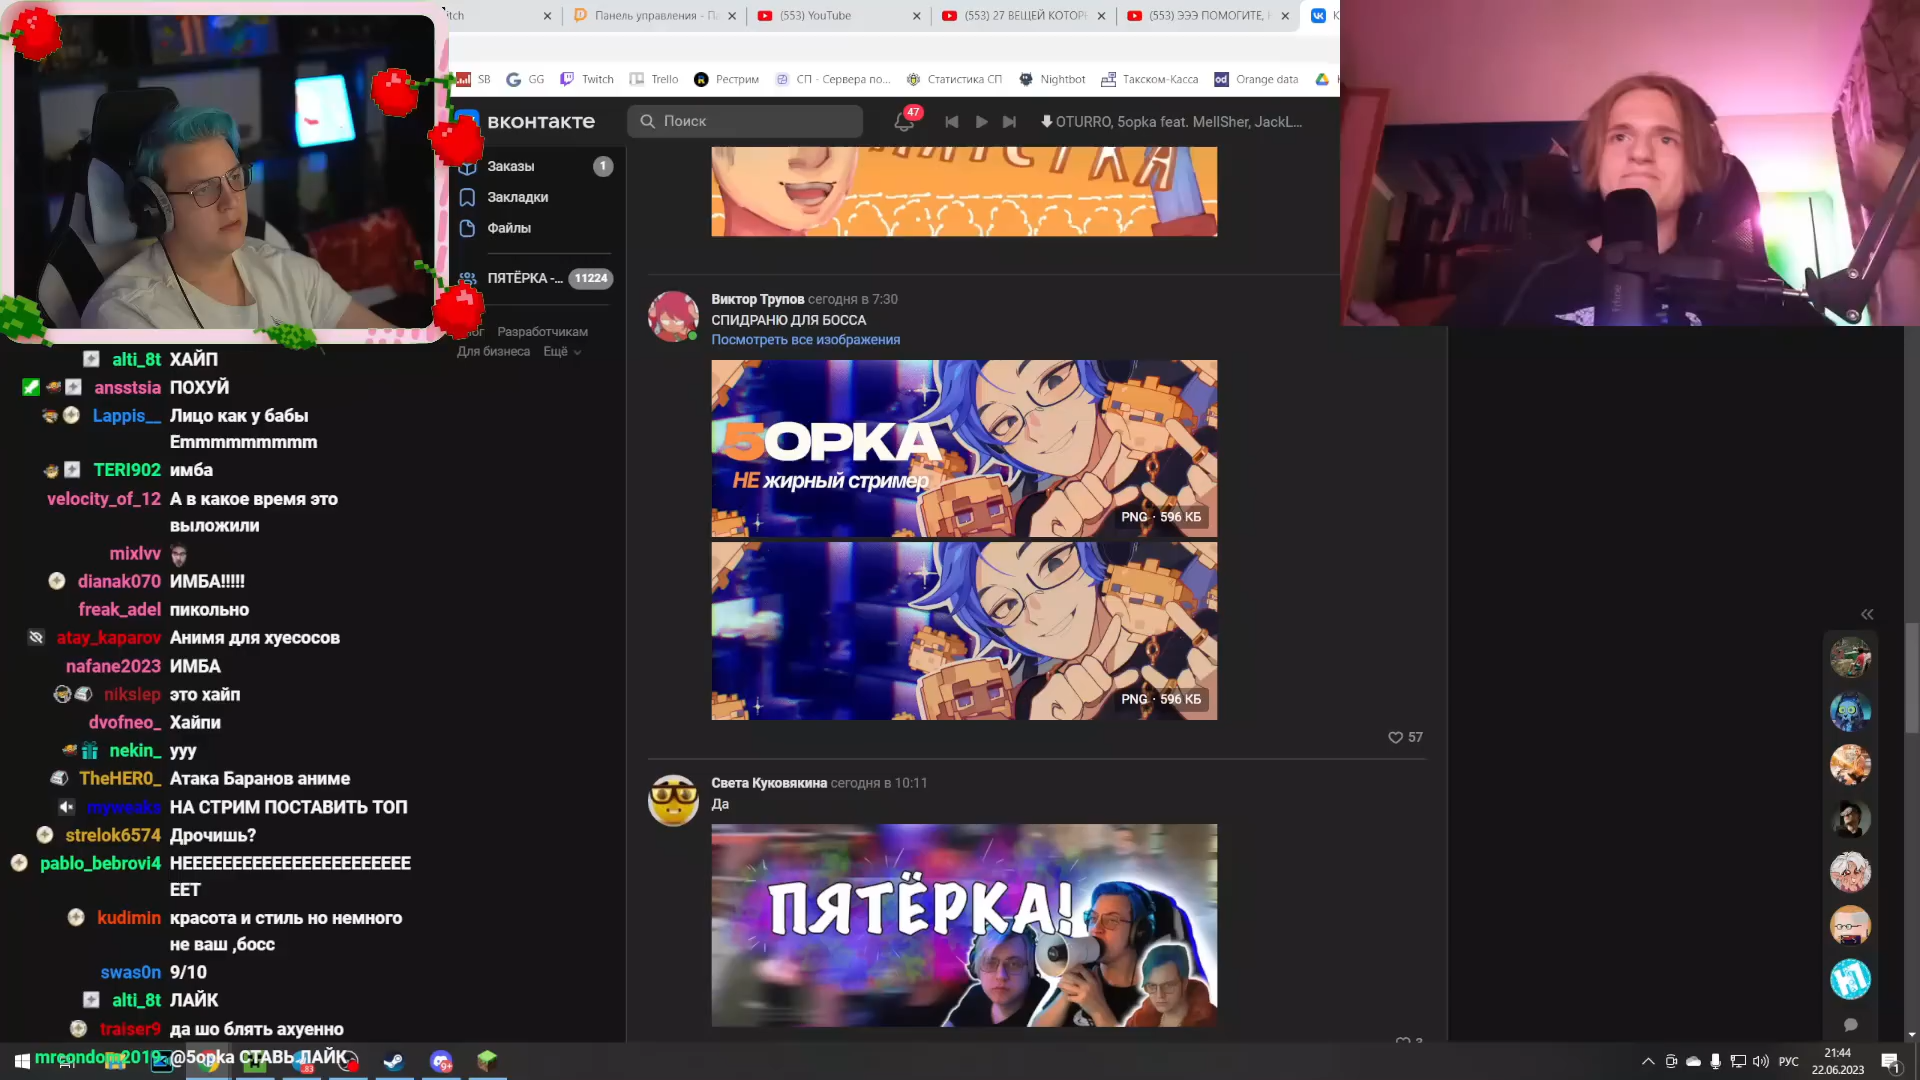 itch
Панель управления - П
(553) YouTube
(553) 27 ВЕЩЕЙ КОТОР
(553) ЭЭЭ ПОМОГИТЕ,
SB
GG
Twitch
Trello
Рестрим
СП - Сервера по...
Статистика СП
Nightbot
Такском-Касса
Orange data
вконтакте
Поиск
47
OTURRO, 5opka feat. MellSher, JackL...
Заказы 1
Закладки
Файлы
ПЯТЁРКА -... 11224
Разработчикам
Для бизнеса Ещё
Виктор Трупов сегодня в 7:30
СПИДРАНЮ ДЛЯ БОССА
Посмотреть все изображения
5ОРКА
НЕ жирный стример
PNG · 596 КБ
PNG · 596 КБ
57
Света Куковякина сегодня в 10:11
Да
ПЯТЁРКА!
alti_8t ХАЙП
ansstsia ПОХУЙ
Lappis__ Лицо как у бабы
Emmmmmmmmm
TERI902 имба
velocity_of_12 А в какое время это
выложили
mixlvv
dianak070 ИМБА!!!!!
freak_adel пикольно
atay_kaparov Анимя для хуесосов
nafane2023 ИМБА
nikslep это хайп
dvofneo_ Хайпи
nekin_ ууу
TheHER0_ Атака Баранов аниме
myweaks НА СТРИМ ПОСТАВИТЬ ТОП
strelok6574 Дрочишь?
pablo_bebrovi4 НЕЕЕЕЕЕЕЕЕЕЕЕЕЕЕЕЕЕЕЕЕ
ЕЕТ
kudimin красота и стиль но немного
не ваш ,босс
swas0n 9/10
alti_8t ЛАЙК
traiser9 да шо блять ахуенно
mrcondom2019 @5opka СТАВЬ ЛАЙК
РУС
21:44
22.06.2023